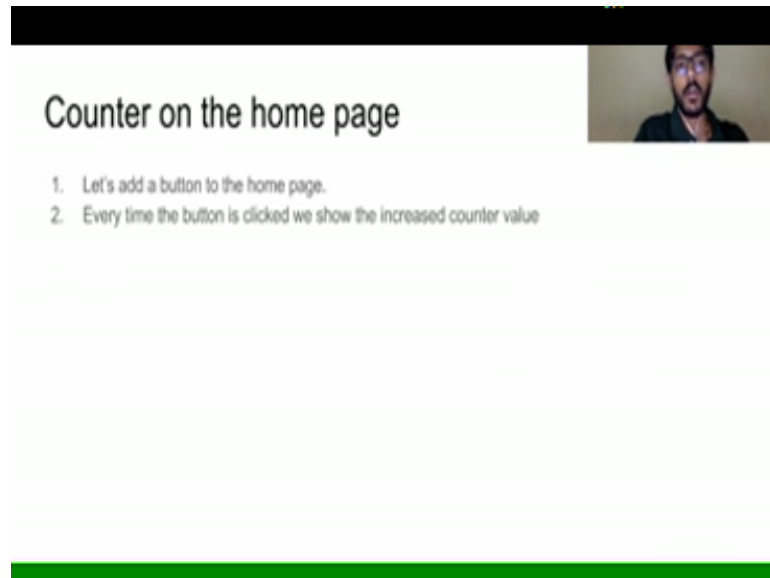 Counter on the home page
1. Let's add a button to the home page.
2. Every time the button is clicked we show the increased counter value